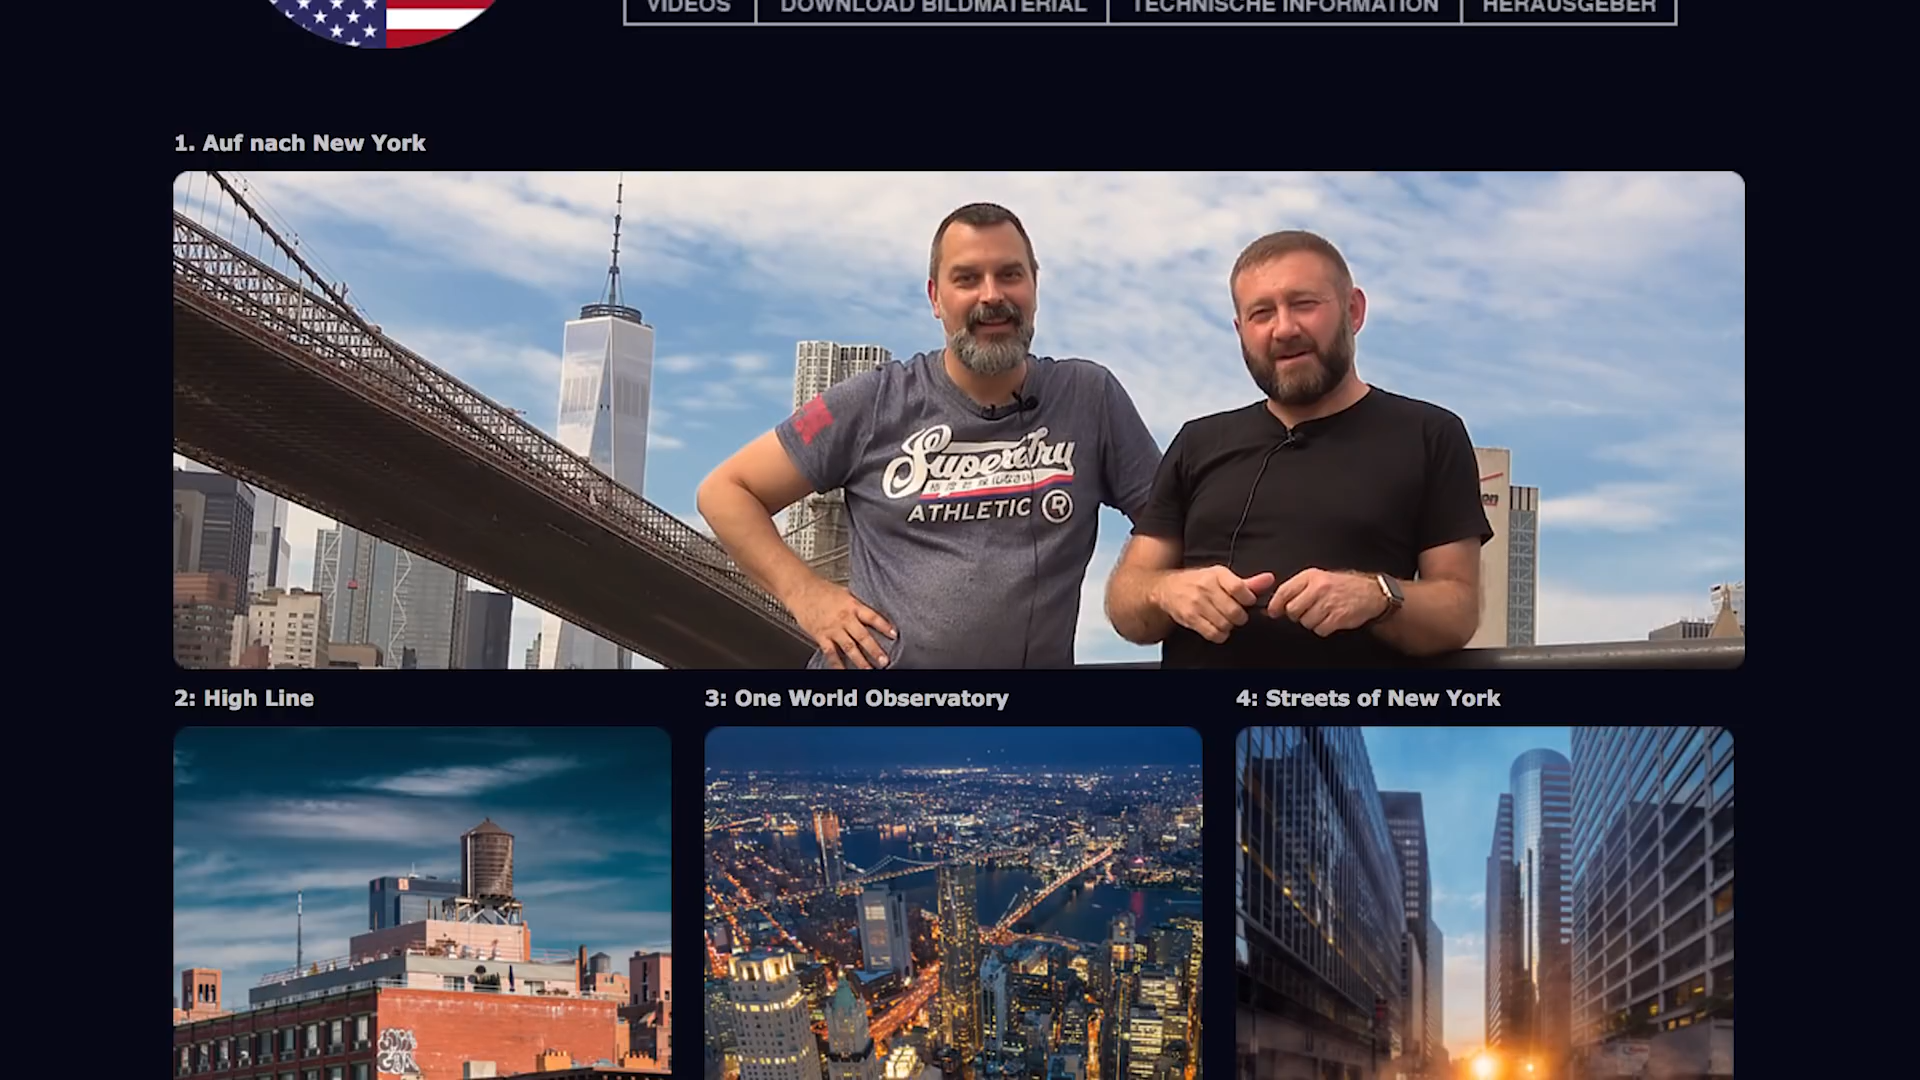 VIDEOS
DOWNLOAD BILDMATERIAL
TECHNISCHE INFORMATION
HERAUSGEBER
1. Auf nach New York
Superdry
ATHLETIC R
2: High Line
3: One World Observatory
4: Streets of New York